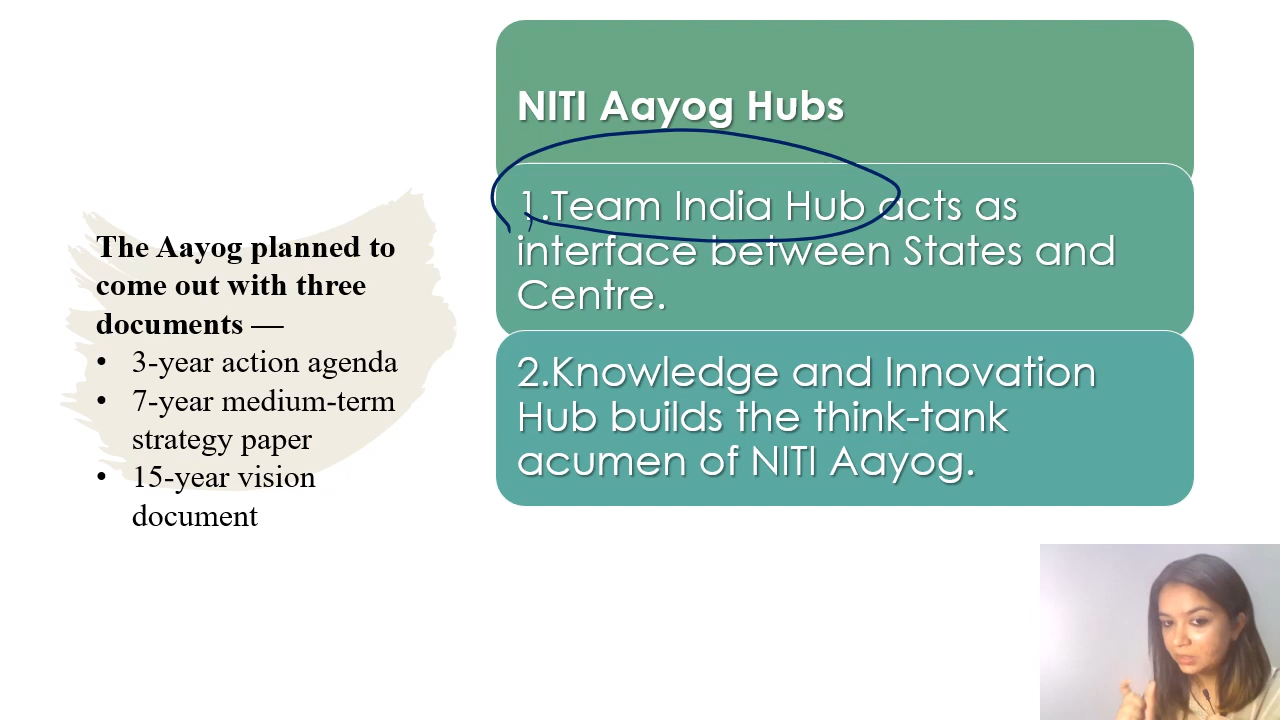 The Aayog planned to
come out with three
documents —
• 3-year action agenda
• 7-year medium-term
strategy paper
• 15-year vision
document
NITI Aayog Hubs
1.Team India Hub acts as
interface between States and
Centre.
2.Knowledge and Innovation
Hub builds the think-tank
acumen of NITI Aayog.